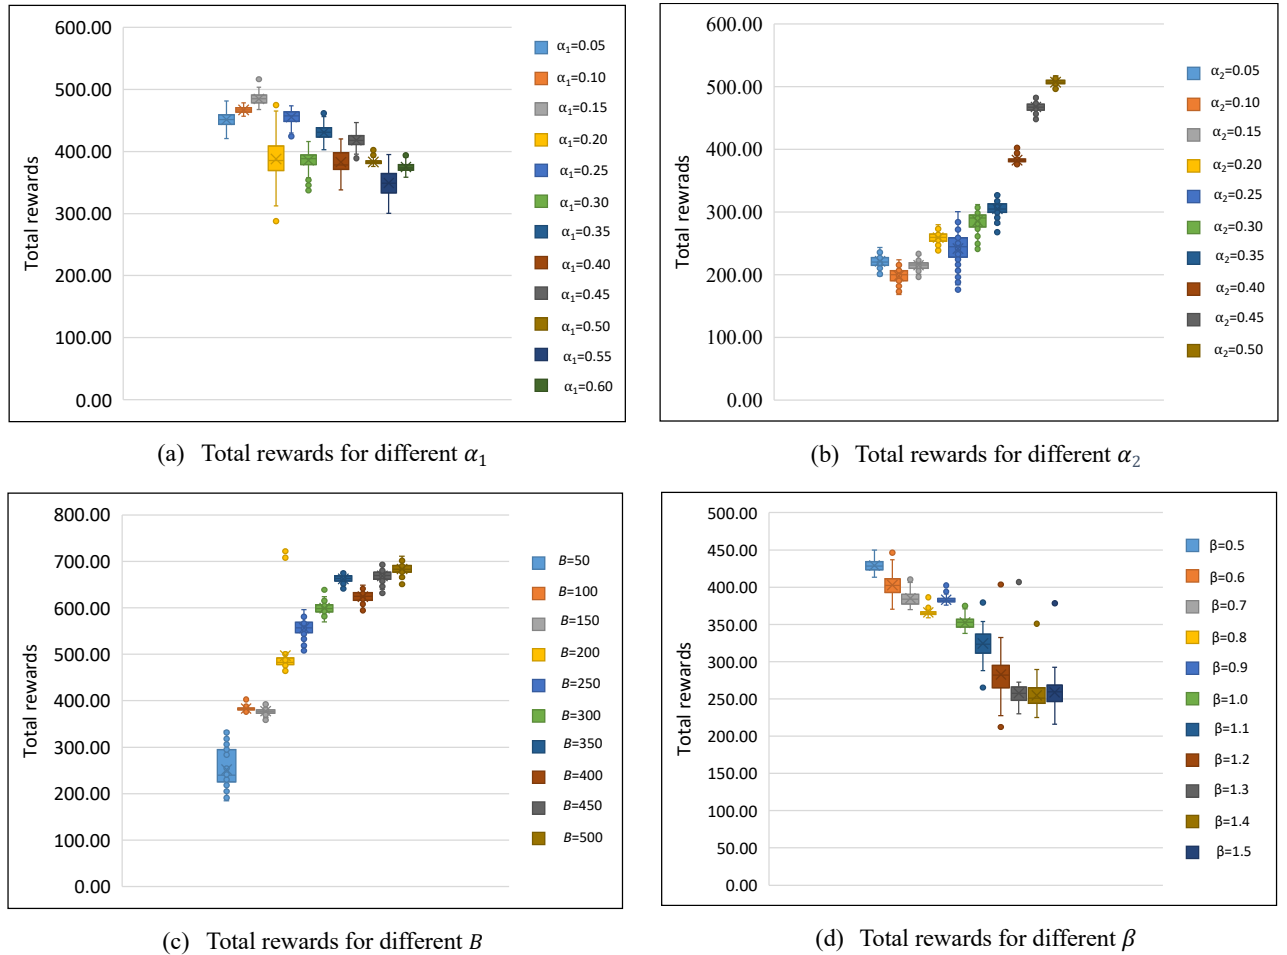 600.00
500.00
400.00
300.00
200.00
100.00
0.00
Total rewards
α1=0.05
α1=0.10
α1=0.15
α1=0.20
α1=0.25
α1=0.30
α1=0.35
α1=0.40
α1=0.45
α1=0.50
α1=0.55
α1=0.60
(a) Total rewards for different α1
600.00
500.00
400.00
300.00
200.00
100.00
0.00
Total rewrads
α2=0.05
α2=0.10
α2=0.15
α2=0.20
α2=0.25
α2=0.30
α2=0.35
α2=0.40
α2=0.45
α2=0.50
(b) Total rewards for different α2
800.00
700.00
600.00
500.00
400.00
300.00
200.00
100.00
0.00
Total rewards
B=50
B=100
B=150
B=200
B=250
B=300
B=350
B=400
B=450
B=500
(c) Total rewards for different B
500.00
450.00
400.00
350.00
300.00
250.00
200.00
150.00
100.00
50.00
0.00
Total rewards
β=0.5
β=0.6
β=0.7
β=0.8
β=0.9
β=1.0
β=1.1
β=1.2
β=1.3
β=1.4
β=1.5
(d) Total rewards for different β